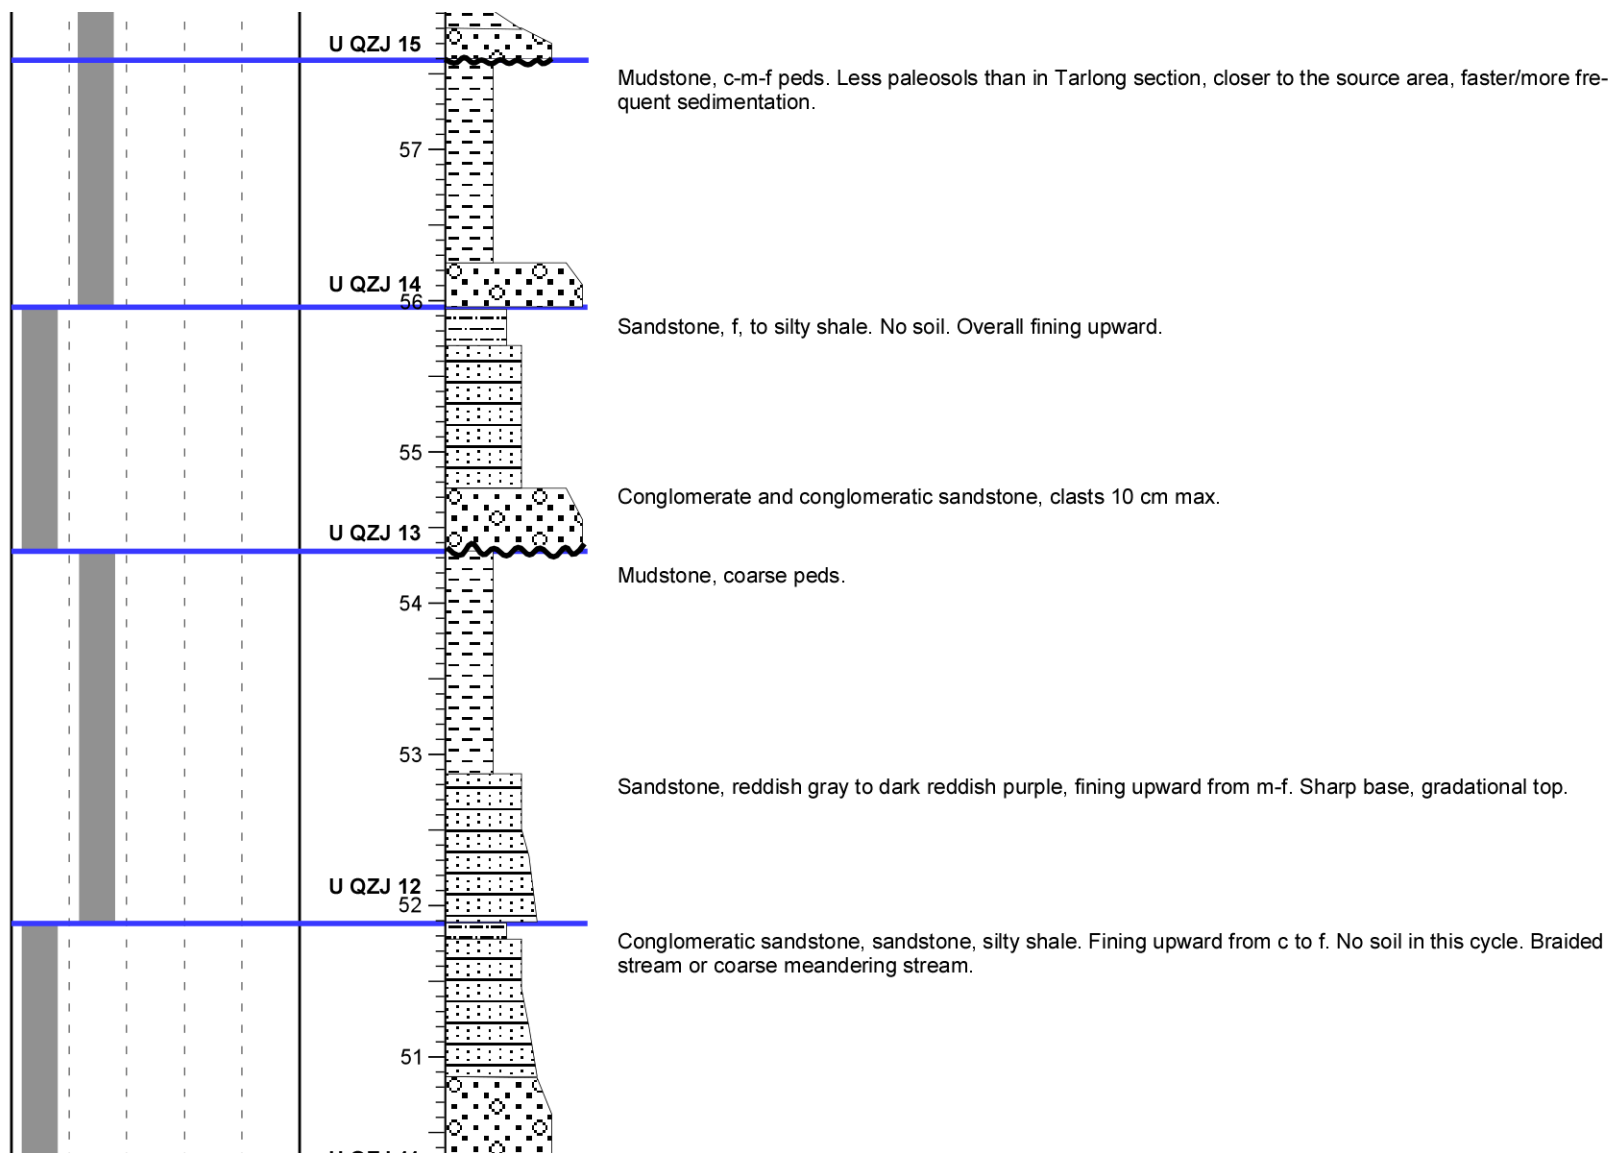 U QZJ 15
Mudstone, c-m-f peds. Less paleosols than in Tarlong section, closer to the source area, faster/more fre-
quent sedimentation.
57
U QZJ 14
56
Sandstone, f, to silty shale. No soil. Overall fining upward.
55
Conglomerate and conglomeratic sandstone, clasts 10 cm max.
U QZJ 13
Mudstone, coarse peds.
54
53
Sandstone, reddish gray to dark reddish purple, fining upward from m-f. Sharp base, gradational top.
U QZJ 12
52
Conglomeratic sandstone, sandstone, silty shale. Fining upward from c to f. No soil in this cycle. Braided
stream or coarse meandering stream.
51